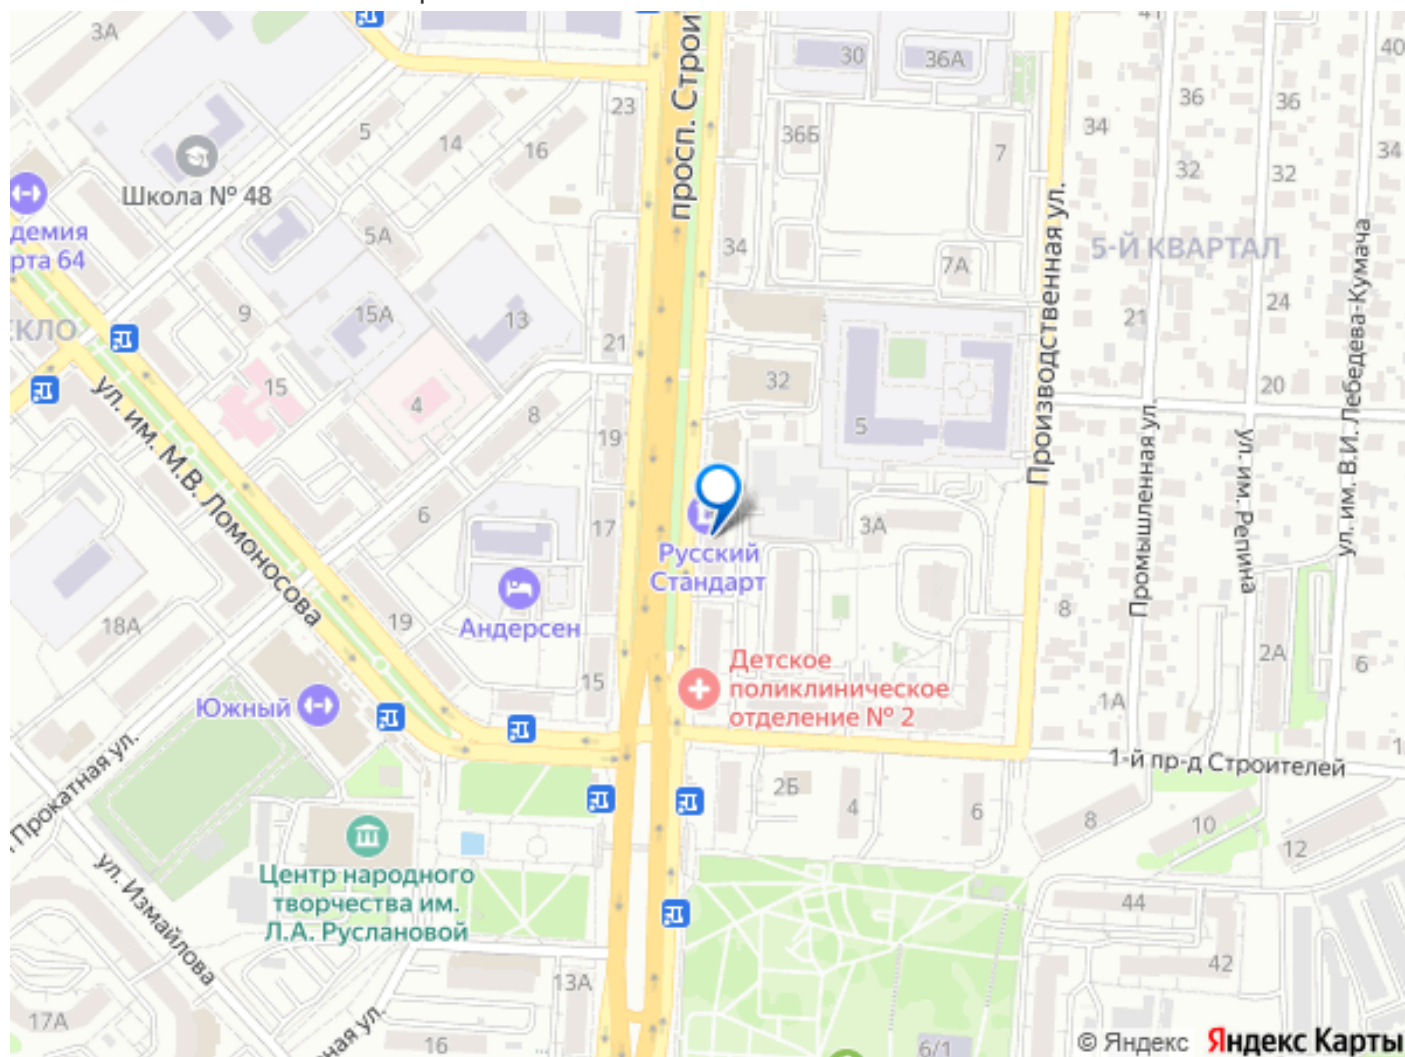 3А
41
30
36А
40
23
просп. Строи
36
36
5
14
16
36Б
7
34
34
Школа № 48
32
32
демия
рта 64
5А
34
7А
5-Й КВАРТАЛ
Производственная ул.
9
15А
13
21
24
21
ЕКЛО
15
4
8
32
20
19
5
ул. им. М.В. Ломоносова
6
17
3А
Промышленная ул.
ул. им. Репина
ул. им. В.И. Лебедева-Кумача
Русский
Стандарт
Андерсен
18А
19
8
2А
6
15
Детское
поликлиническое
отделение № 2
Южный
1А
Прокатная ул.
1-й пр-д Строителей
2Б
4
6
8
10
12
Центр народного
творчества им.
Л.А. Руслановой
ул. Измайлова
44
42
13А
17А
ная ул.
16
6/1
© Яндекс Яндекс Карты